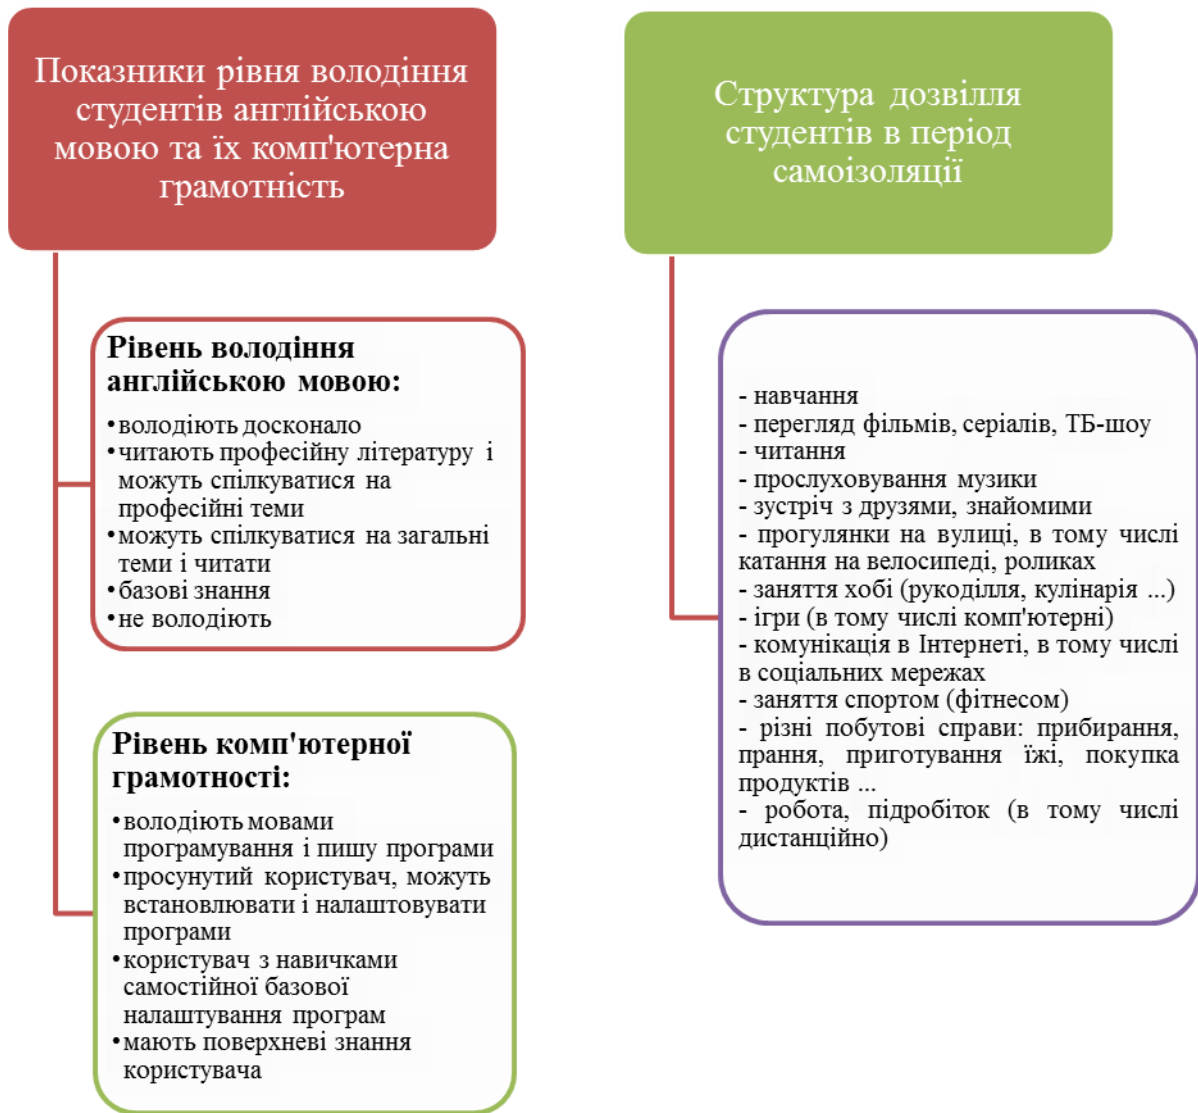 Показники рівня володіння
студентів англійською
мовою та їх комп'ютерна
грамотність
Рівень володіння
англійською мовою:
•володіють досконало
•читають професійну літературу і
можуть спілкуватися на
професійні теми
•можуть спілкуватися на загальні
теми і читати
•базові знання
•не володіють
Рівень комп'ютерної
грамотності:
•володіють мовами
програмування і пишу програми
•просунутий користувач, можуть
встановлювати і налаштовувати
програми
•користувач з навичками
самостійної базової
налаштування програм
•мають поверхневі знання
користувача
Структура дозвілля
студентів в період
самоізоляції
- навчання
- перегляд фільмів, серіалів, ТБ-шоу
- читання
- прослуховування музики
- зустріч з друзями, знайомими
- прогулянки на вулиці, в тому числі
катання на велосипеді, роликах
- заняття хобі (рукоділля, кулінарія ...)
- ігри (в тому числі комп'ютерні)
- комунікація в Інтернеті, в тому числі
в соціальних мережах
- заняття спортом (фітнесом)
- різні побутові справи: прибирання,
прання, приготування їжі, покупка
продуктів ...
- робота, підробіток (в тому числі
дистанційно)